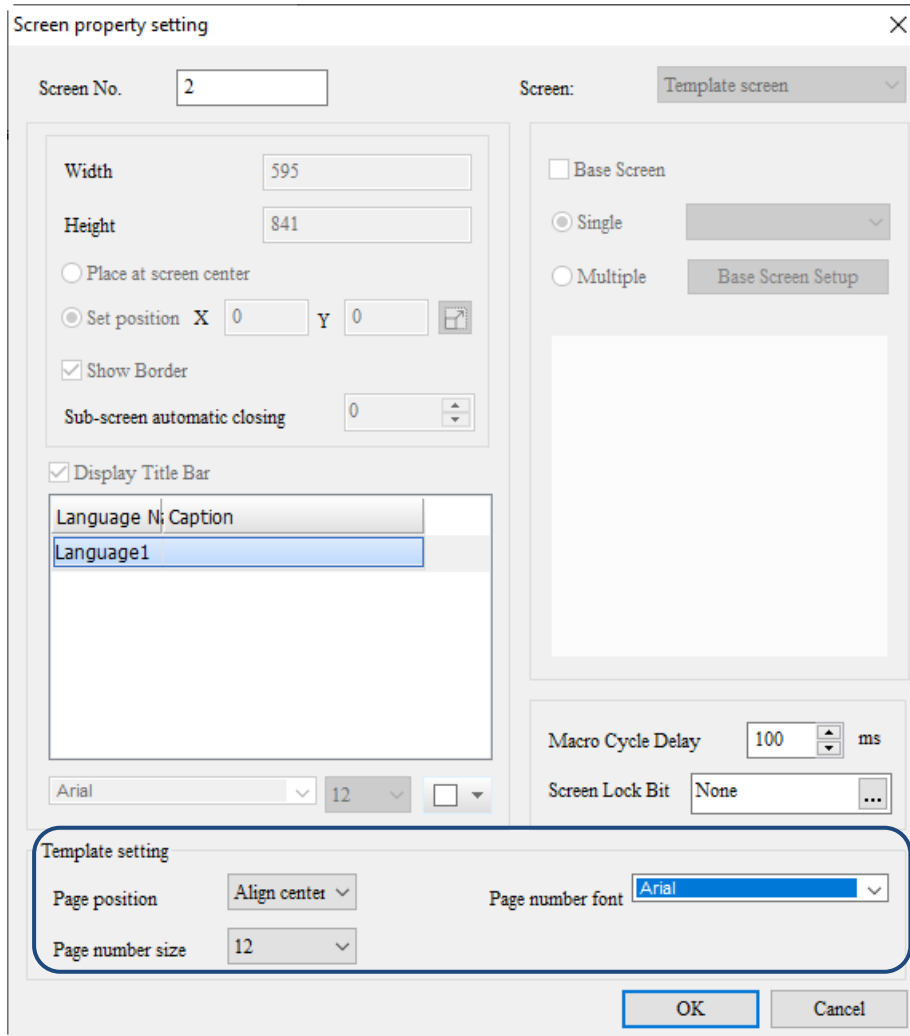 Screen property setting
Screen No. 2
Screen: Template screen
Width 595
Height 841
Place at screen center
Set position X 0 Y 0
Show Border
Sub-screen automatic closing 0
Display Title Bar
Language N Caption
Language1
Arial 12
Base Screen
Single
Multiple Base Screen Setup
Macro Cycle Delay 100 ms
Screen Lock Bit None ...
Template setting
Page position Align center
Page number font Arial
Page number size 12
OK Cancel